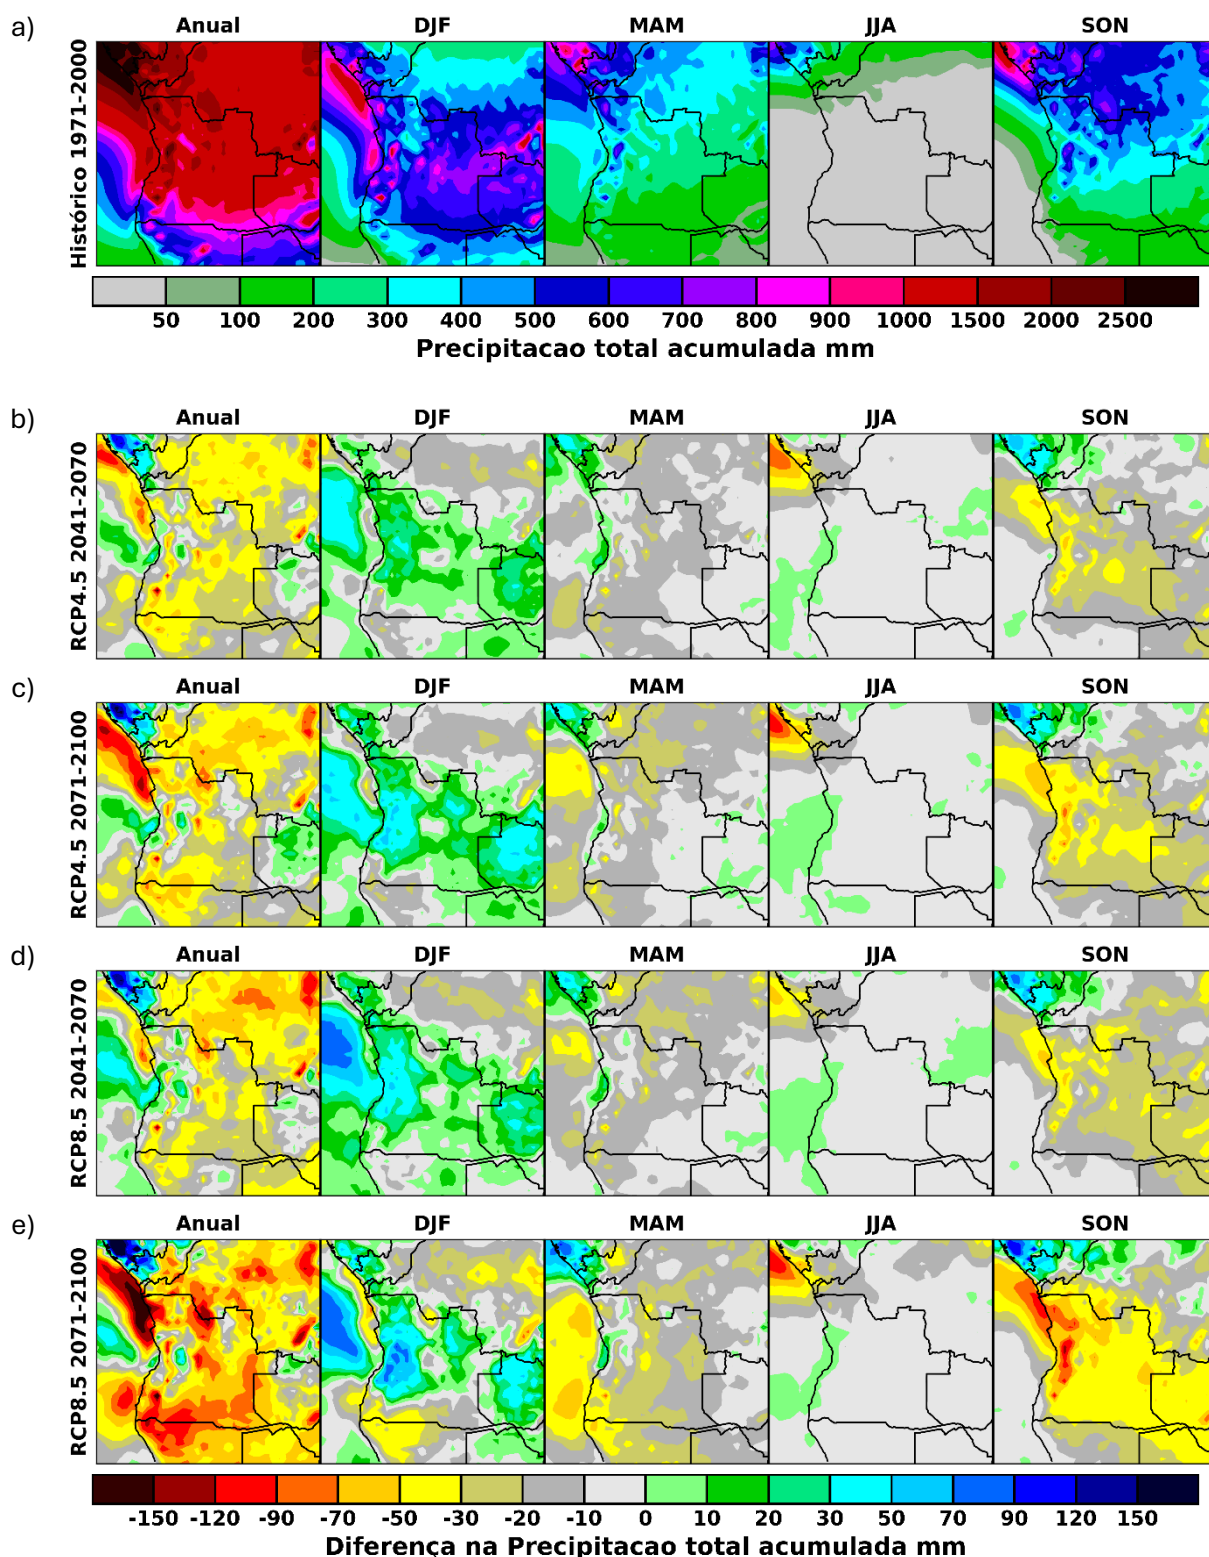 a)
Anual DJF MAM JJA SON
Histórico 1971-2000
50 100 200 300 400 500 600 700 800 900 1000 1500 2000 2500
Precipitacao total acumulada mm
b)
Anual DJF MAM JJA SON
RCP4.5 2041-2070
c)
Anual DJF MAM JJA SON
RCP4.5 2071-2100
d)
Anual DJF MAM JJA SON
RCP8.5 2041-2070
e)
Anual DJF MAM JJA SON
RCP8.5 2071-2100
-150 -120 -90 -70 -50 -30 -20 -10 0 10 20 30 50 70 90 120 150
Diferença na Precipitacao total acumulada mm